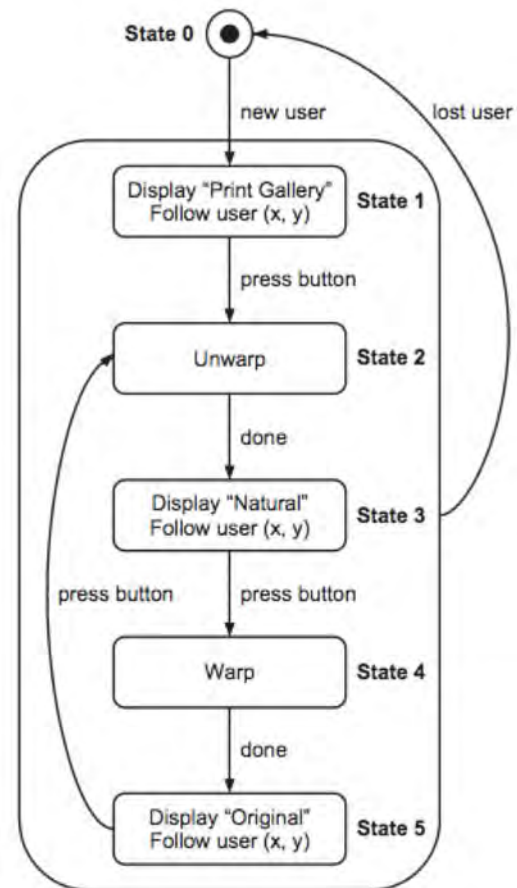 State 0
new user
lost user
Display "Print Gallery"
Follow user (x, y)
State 1
press button
Unwarp
State 2
done
Display "Natural"
Follow user (x, y)
State 3
press button
press button
Warp
State 4
done
Display "Original"
Follow user (x, y)
State 5